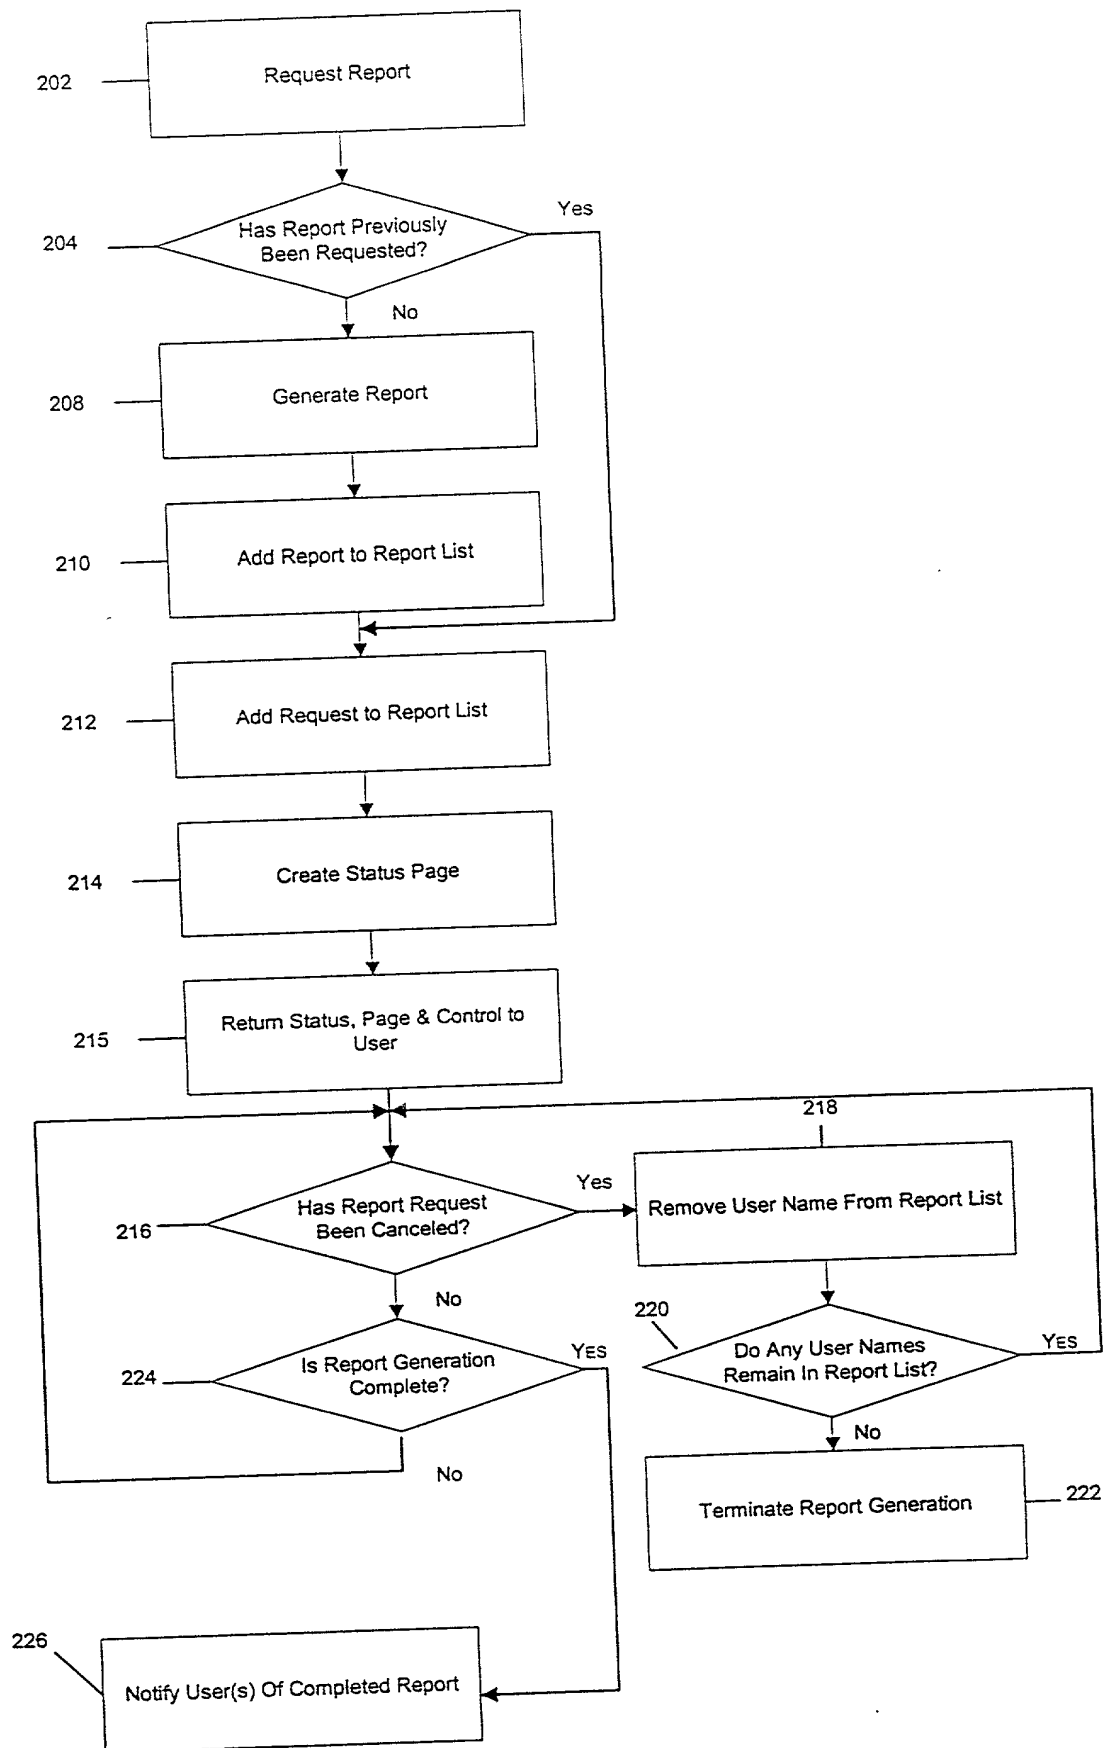 202
Request Report
Yes
204
Has Report Previously
Been Requested?
No
208
Generate Report
210
Add Report to Report List
212
Add Request to Report List
214
Create Status Page
215
Return Status, Page & Control to
User
218
216
Has Report Request
Been Canceled?
Yes
Remove User Name From Report List
No
220
224
Is Report Generation
Complete?
YES
Do Any User Names
Remain In Report List?
YES
No
No
Terminate Report Generation
222
226
Notify User(s) Of Completed Report